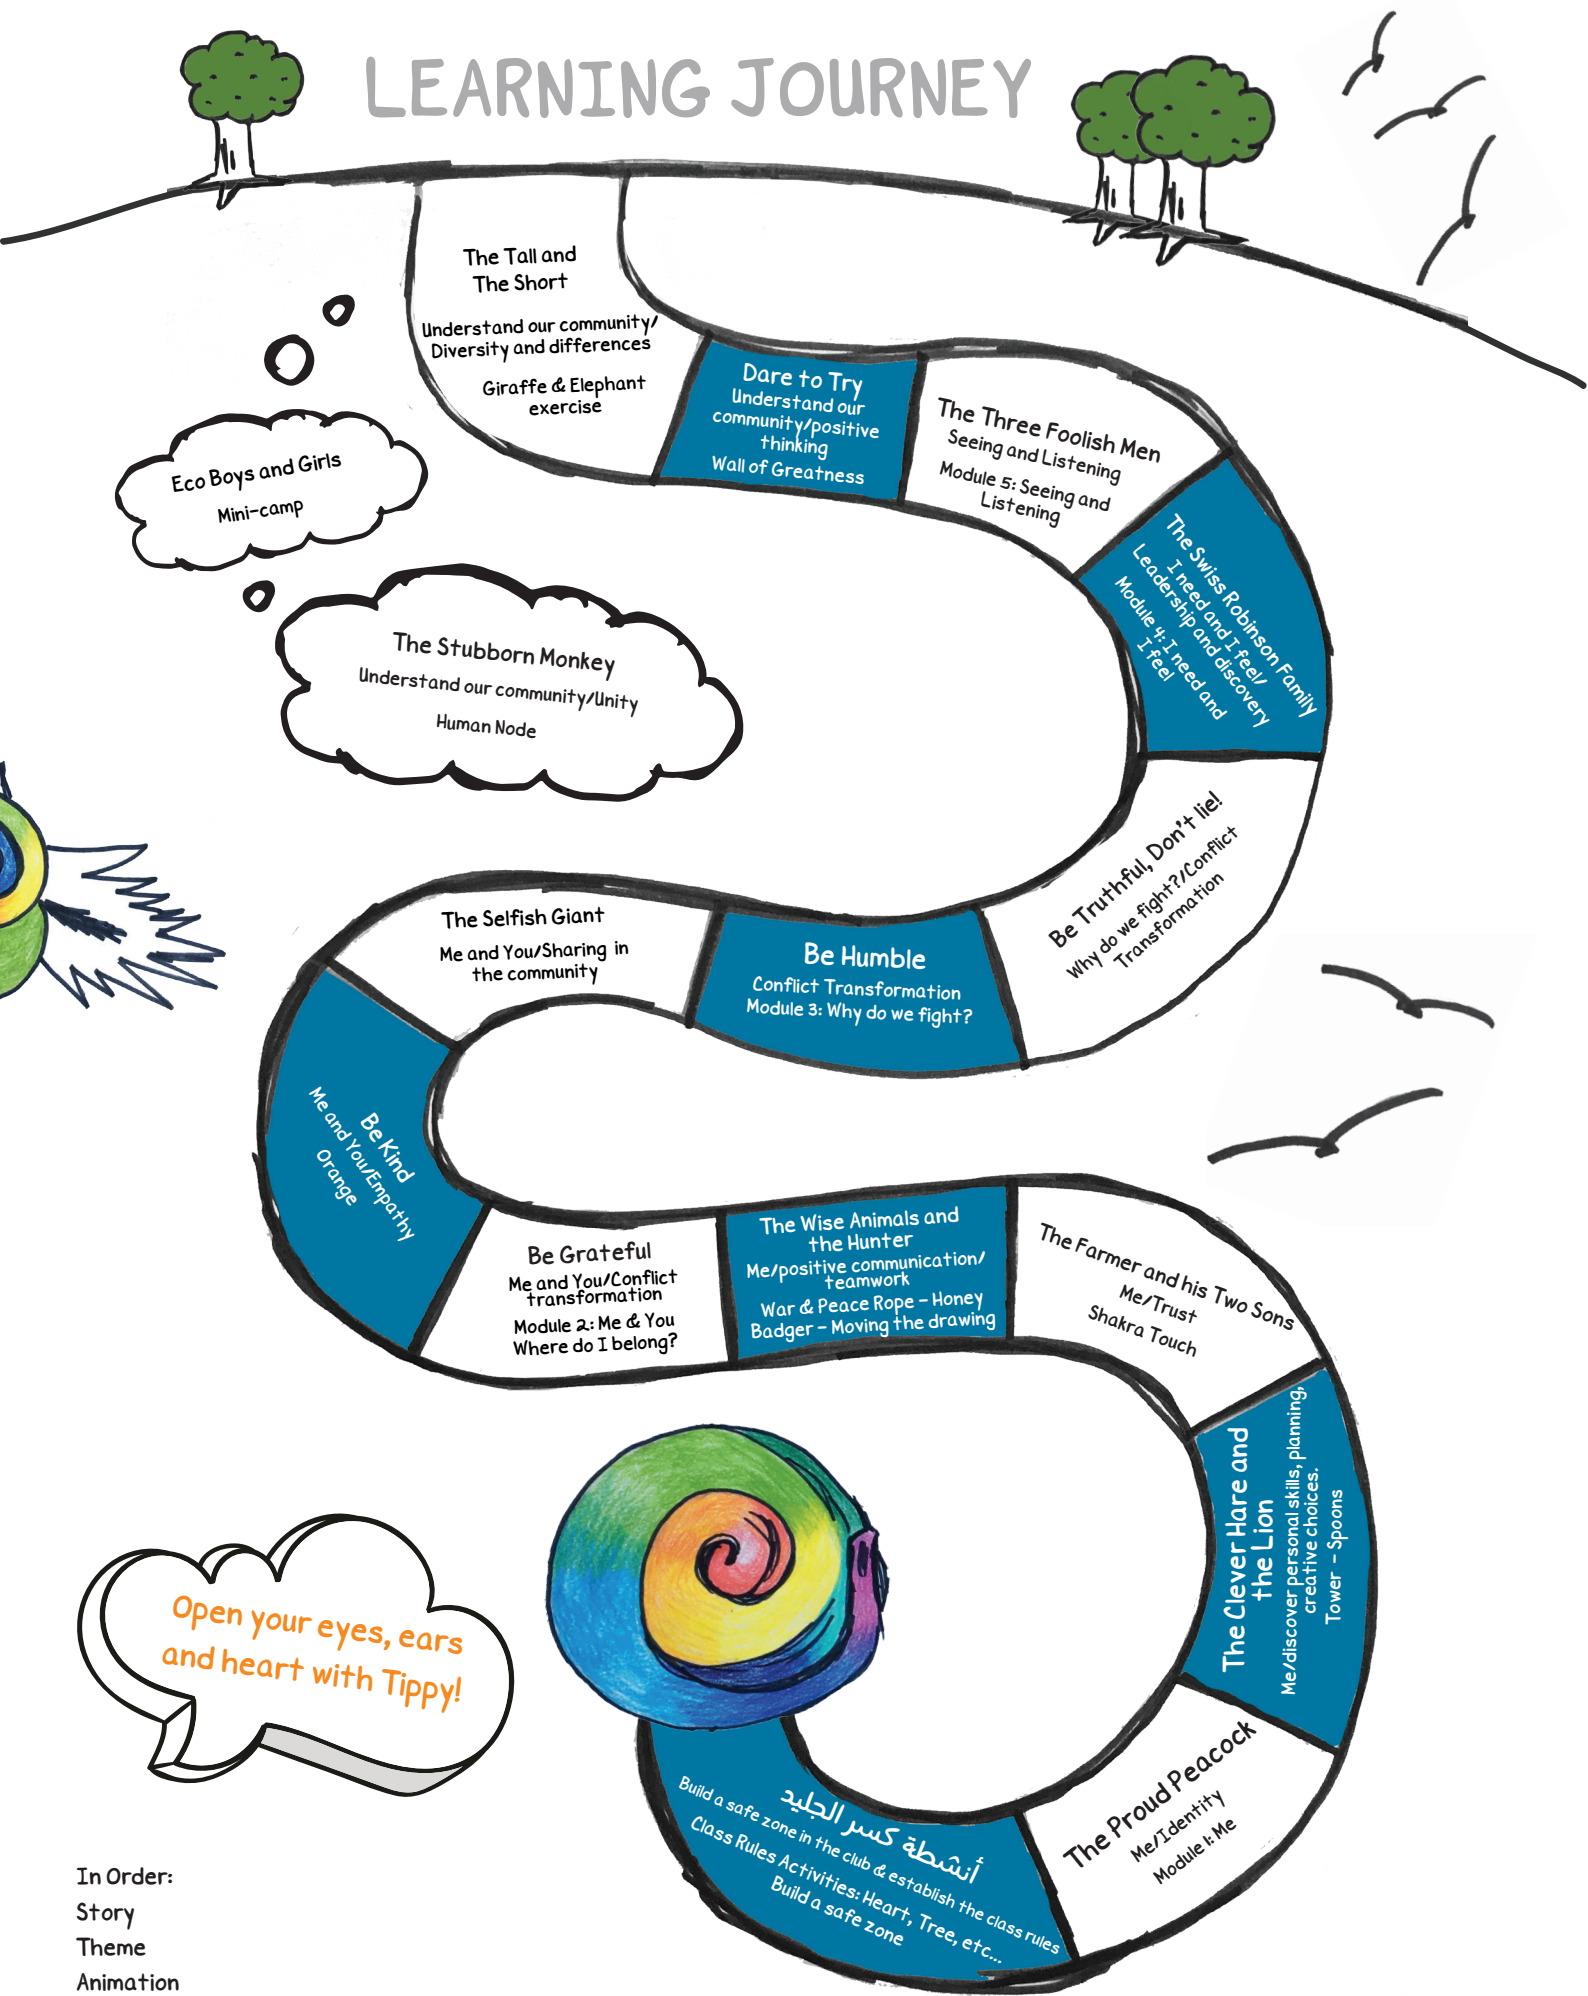 LEARNING JOURNEY
The Tall and
The Short
Understand our community/
Diversity and differences
Giraffe & Elephant
exercise
Dare to Try
Understand our
community/positive
thinking
Wall of Greatness
The Three Foolish Men
Seeing and Listening
Module 5: Seeing and
Listening
The Swiss Robinson Family
I need and I feel/
Leadership and discovery
Module 4: I need and
I feel
Eco Boys and Girls
Mini-camp
The Stubborn Monkey
Understand our community/Unity
Human Node
Be Truthful, Don't lie!
Why do we fight?/Conflict
Transformation
Be Humble
Conflict Transformation
Module 3: Why do we fight?
The Selfish Giant
Me and You/Sharing in
the community
Be Kind
Me and You/Empathy
Orange
Be Grateful
Me and You/Conflict
transformation
Module 2: Me & You
Where do I belong?
The Wise Animals and
the Hunter
Me/positive communication/
teamwork
War & Peace Rope - Honey
Badger - Moving the drawing
The Farmer and his Two Sons
Me/Trust
Shakra Touch
The Clever Hare and
the Lion
Me/discover personal skills, planning,
creative choices.
Tower - Spoons
The Proud Peacock
Me/Identity
Module 1: Me
أنشطة كسر الجليد
Build a safe zone in the club & establish the class rules
Class Rules Activities: Heart, Tree, etc...
Build a safe zone
Open your eyes, ears
and heart with Tippy!
In Order:
Story
Theme
Animation